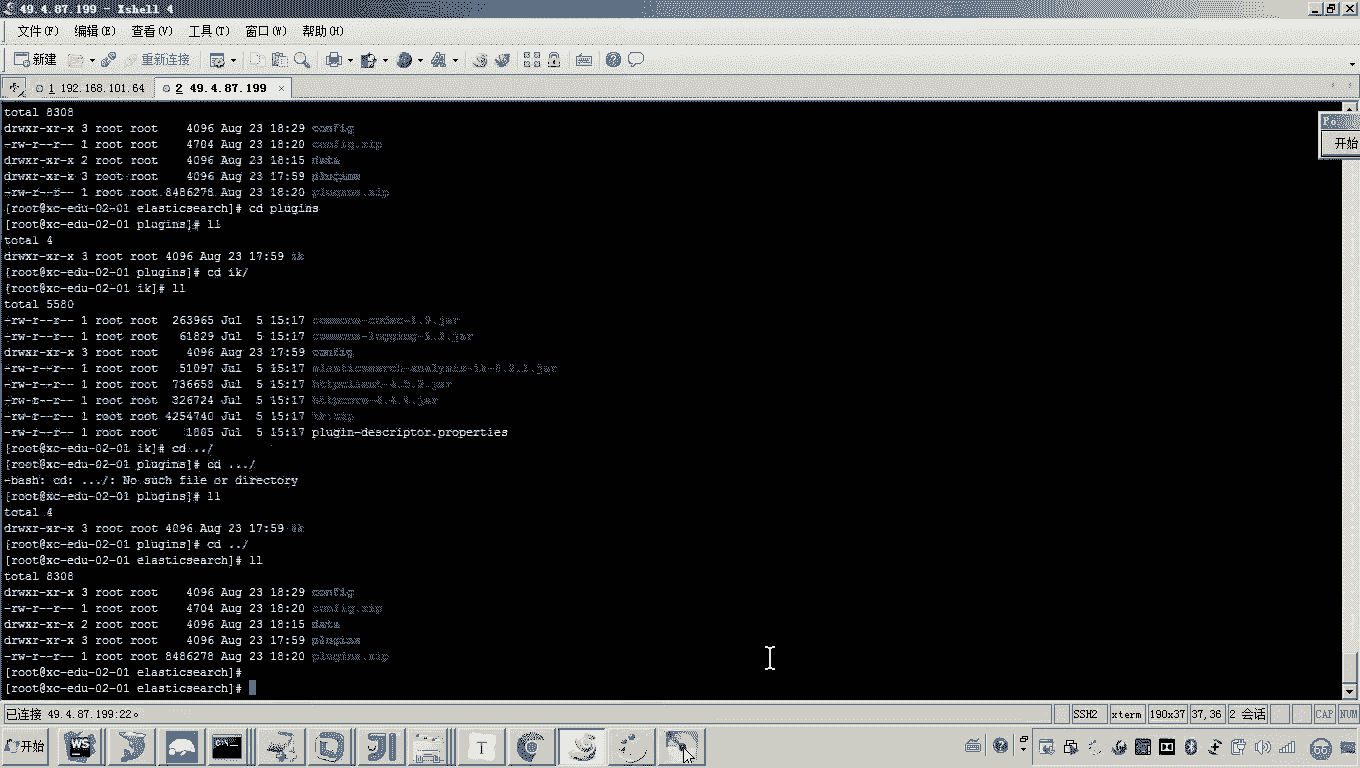 49.4.87.199 - Xshell 4
文件(F) 编辑(E) 查看(V) 工具(T) 窗口(W) 帮助(H)
新建 重新连接
1 192.168.101.64 2 49.4.87.199
total 8308
drwxr-xr-x 3 root root 4096 Aug 23 18:29 config
-rw-r--r-- 1 root root 4704 Aug 23 18:20 config.zip
drwxr-xr-x 2 root root 4096 Aug 23 18:15 data
drwxr-xr-x 3 root root 4096 Aug 23 17:59 plugins
-rw-r--r-- 1 root root 8486278 Aug 23 18:20 plugins.zip
[root@xc-edu-02-01 elasticsearch]# cd plugins
[root@xc-edu-02-01 plugins]# ll
total 4
drwxr-xr-x 3 root root 4096 Aug 23 17:59 ik
[root@xc-edu-02-01 plugins]# cd ik/
[root@xc-edu-02-01 ik]# ll
total 5580
-rw-r--r-- 1 root root 263965 Jul 5 15:17 commons-codec-1.9.jar
-rw-r--r-- 1 root root 61829 Jul 5 15:17 commons-logging-1.2.jar
drwxr-xr-x 3 root root 4096 Aug 23 17:59 config
-rw-r--r-- 1 root root 51097 Jul 5 15:17 elasticsearch-analysis-ik-6.2.1.jar
-rw-r--r-- 1 root root 736658 Jul 5 15:17 httpclient-4.5.2.jar
-rw-r--r-- 1 root root 326724 Jul 5 15:17 httpcore-4.4.4.jar
-rw-r--r-- 1 root root 4254740 Jul 5 15:17 ik.zip
-rw-r--r-- 1 root root 1805 Jul 5 15:17 plugin-descriptor.properties
[root@xc-edu-02-01 ik]# cd ../
[root@xc-edu-02-01 plugins]# cd .../
-bash: cd: .../: No such file or directory
[root@xc-edu-02-01 plugins]# ll
total 4
drwxr-xr-x 3 root root 4096 Aug 23 17:59 ik
[root@xc-edu-02-01 plugins]# cd ../
[root@xc-edu-02-01 elasticsearch]# ll
total 8308
drwxr-xr-x 3 root root 4096 Aug 23 18:29 config
-rw-r--r-- 1 root root 4704 Aug 23 18:20 config.zip
drwxr-xr-x 2 root root 4096 Aug 23 18:15 data
drwxr-xr-x 3 root root 4096 Aug 23 17:59 plugins
-rw-r--r-- 1 root root 8486278 Aug 23 18:20 plugins.zip
[root@xc-edu-02-01 elasticsearch]#
[root@xc-edu-02-01 elasticsearch]#
Po
开始
已连接 49.4.87.199:22。 SSH2 xterm 190x37 37,36 2 会话 CAP NUM
开始